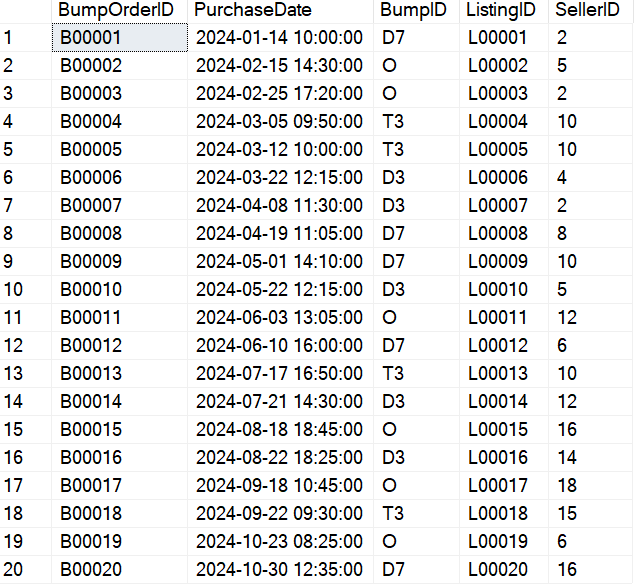 BumpOrderID PurchaseDate BumpID ListingID SellerID
1 B00001 2024-01-14 10:00:00 D7 L00001 2
2 B00002 2024-02-15 14:30:00 O L00002 5
3 B00003 2024-02-25 17:20:00 O L00003 2
4 B00004 2024-03-05 09:50:00 T3 L00004 10
5 B00005 2024-03-12 10:00:00 T3 L00005 10
6 B00006 2024-03-22 12:15:00 D3 L00006 4
7 B00007 2024-04-08 11:30:00 D3 L00007 2
8 B00008 2024-04-19 11:05:00 D7 L00008 8
9 B00009 2024-05-01 14:10:00 D7 L00009 10
10 B00010 2024-05-22 12:15:00 D3 L00010 5
11 B00011 2024-06-03 13:05:00 O L00011 12
12 B00012 2024-06-10 16:00:00 D7 L00012 6
13 B00013 2024-07-17 16:50:00 T3 L00013 10
14 B00014 2024-07-21 14:30:00 D3 L00014 12
15 B00015 2024-08-18 18:45:00 O L00015 16
16 B00016 2024-08-22 18:25:00 D3 L00016 14
17 B00017 2024-09-18 10:45:00 O L00017 18
18 B00018 2024-09-22 09:30:00 T3 L00018 15
19 B00019 2024-10-23 08:25:00 O L00019 6
20 B00020 2024-10-30 12:35:00 D7 L00020 16